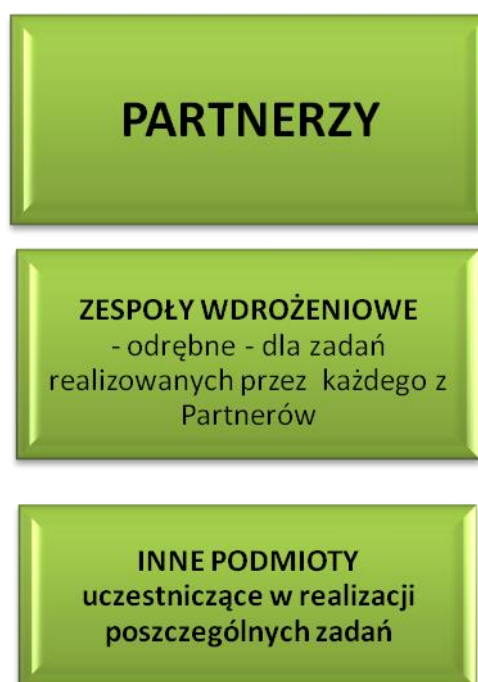 PARTNERZY
ZESPOŁY WDROŻENIOWE
- odrębne - dla zadań
realizowanych przez każdego z
Partnerów
INNE PODMIOTY
uczestniczące w realizacji
poszczególnych zadań